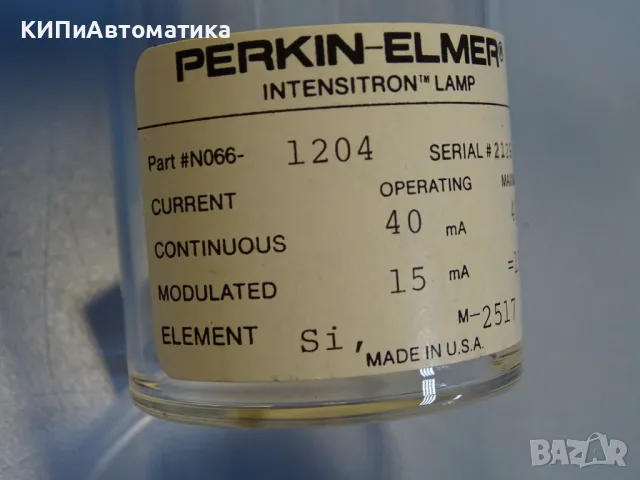 КИПиАвтоматика
PERKIN-ELMER®
INTENSITRON™ LAMP
Part #N066- 1204 SERIAL #
CURRENT OPERATING
CONTINUOUS 40 mA
MODULATED 15 mA
ELEMENT Si, M-2517
MADE IN U.S.A.
BAZAR
bg